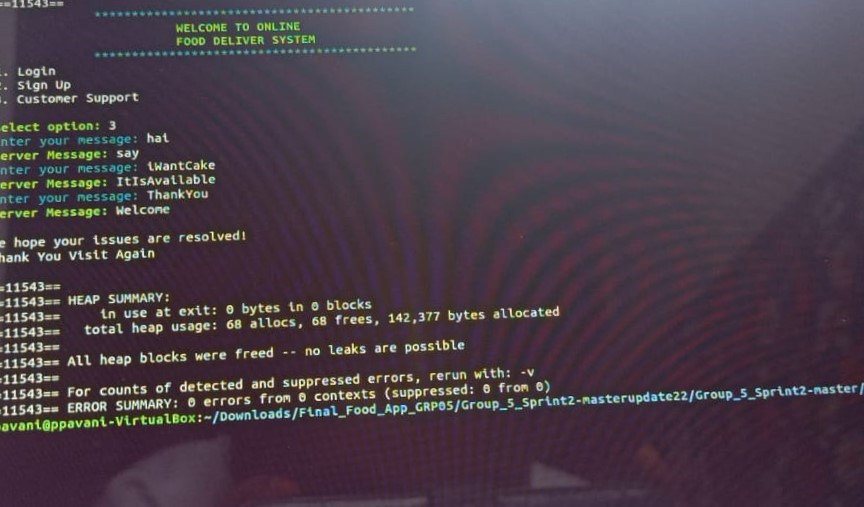 ==11543==
****************************************************
WELCOME TO ONLINE
FOOD DELIVER SYSTEM
****************************************************
. Login
. Sign Up
. Customer Support
elect option: 3
nter your message: hai
erver Message: say
nter your message: iWantCake
erver Message: ItIsAvailable
nter your message: ThankYou
erver Message: Welcome
e hope your issues are resolved!
hank You Visit Again
=11543==
=11543== HEAP SUMMARY:
=11543== in use at exit: 0 bytes in 0 blocks
=11543== total heap usage: 68 allocs, 68 frees, 142,377 bytes allocated
=11543==
=11543== All heap blocks were freed -- no leaks are possible
=11543==
=11543== For counts of detected and suppressed errors, rerun with: -v
=11543== ERROR SUMMARY: 0 errors from 0 contexts (suppressed: 0 from 0)
avani@ppavani-VirtualBox:~/Downloads/Final_Food_App_GRP05/Group_5_Sprint2-masterupdate22/Group_5_Sprint2-master/